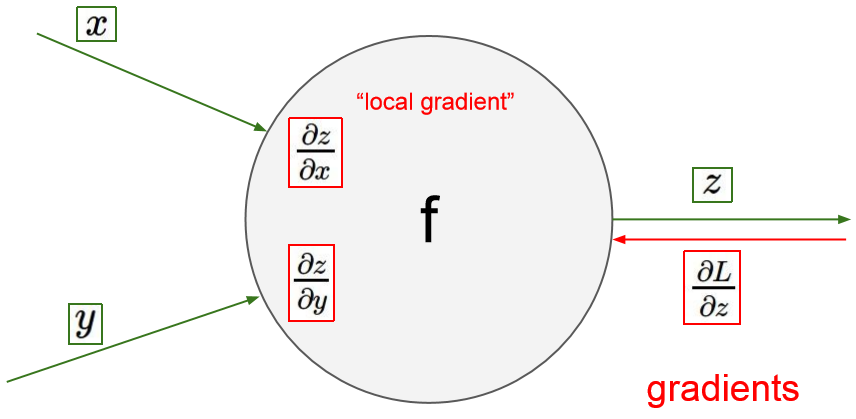 x
“local gradient”
∂z/∂x
z
f
∂z/∂y
∂L/∂z
y
gradients